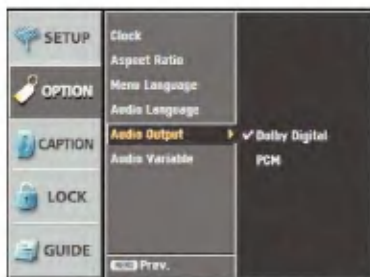 SETUP
OPTION
CAPTION
LOCK
GUIDE
Clock
Aspect Ratio
Menu Language
Audio Language
Audio Output
Audio Variable
Dolby Digital
PCM
MENU Prev.